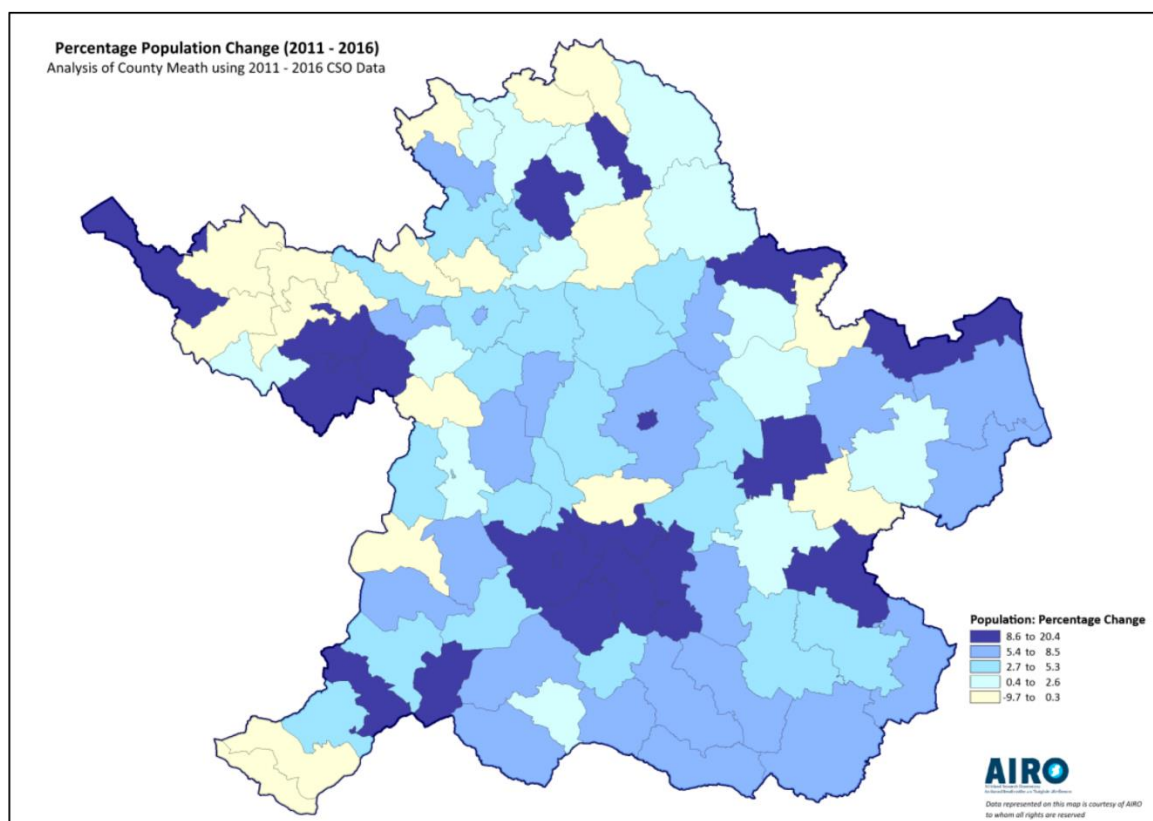 Percentage Population Change (2011 - 2016)
Analysis of County Meath using 2011 - 2016 CSO Data
Population: Percentage Change
8.6 to 20.4
5.4 to 8.5
2.7 to 5.3
0.4 to 2.6
-9.7 to 0.3
AIRO
Data represented on this map is courtesy of AIRO
to whom all rights are reserved